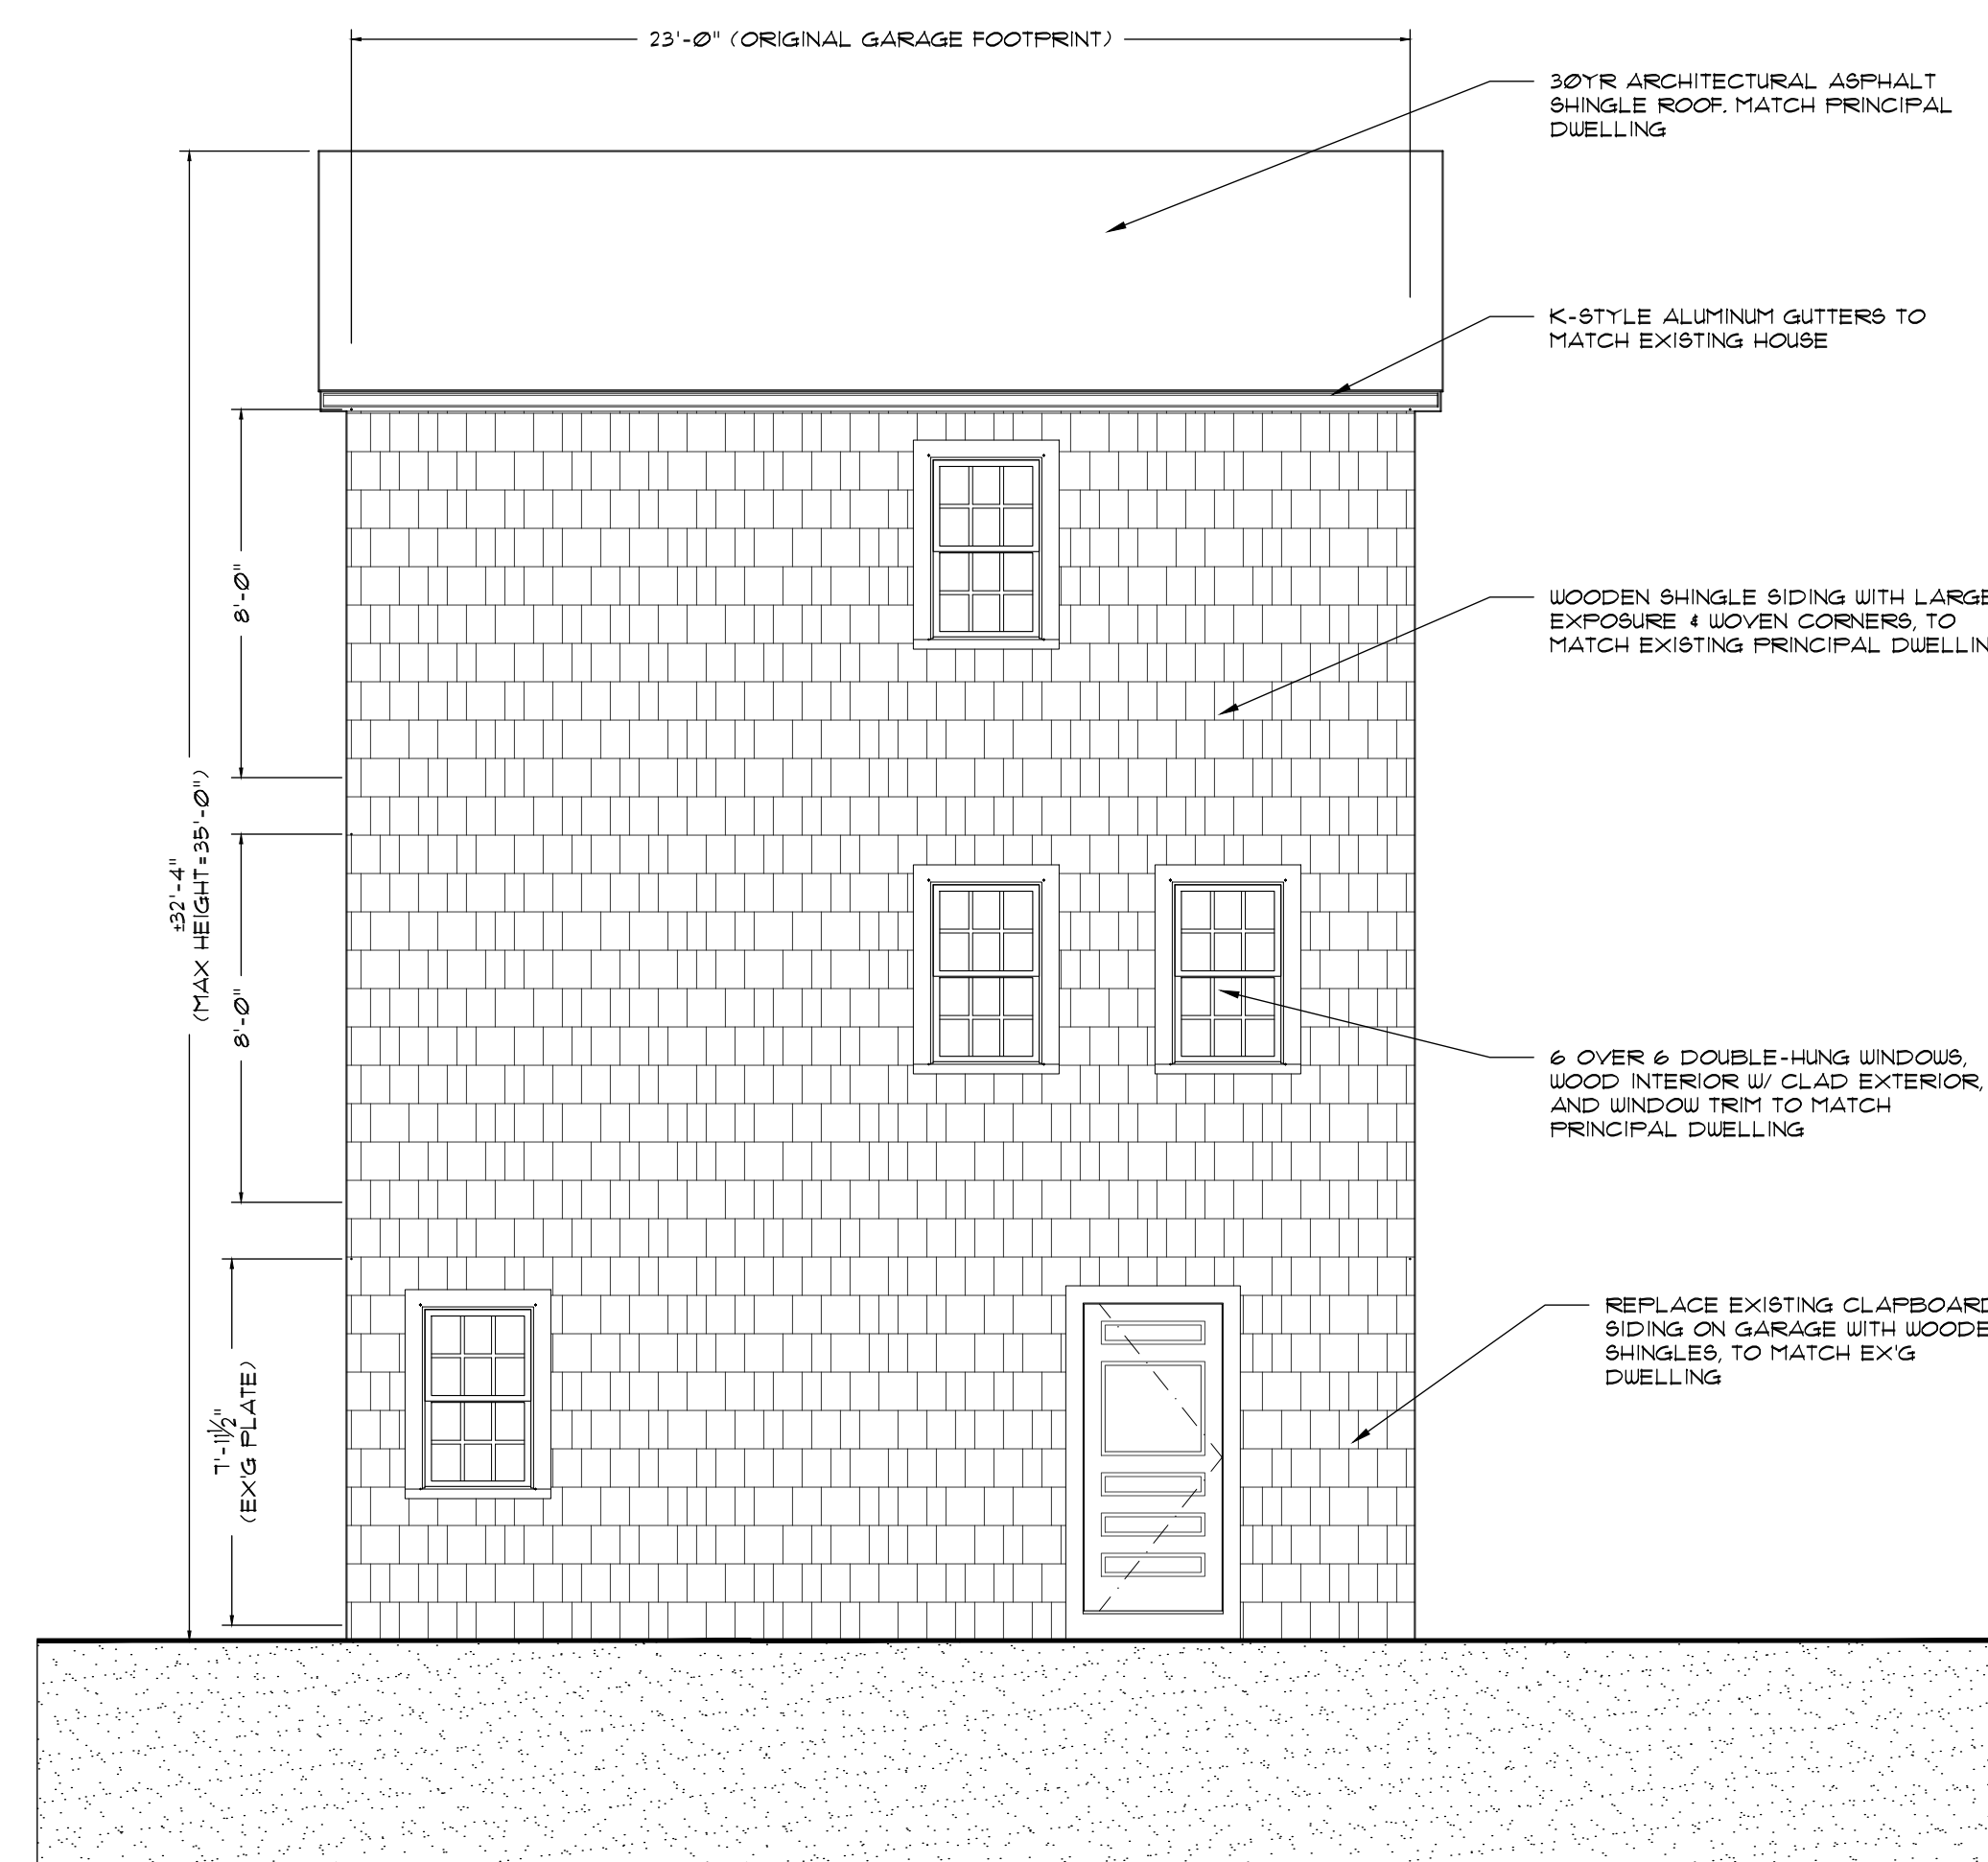 23'-0" (ORIGINAL GARAGE FOOTPRINT)
30YR ARCHITECTURAL ASPHALT
SHINGLE ROOF. MATCH PRINCIPAL
DWELLING
K-STYLE ALUMINUM GUTTERS TO
MATCH EXISTING HOUSE
8'-0"
WOODEN SHINGLE SIDING WITH LARGE
EXPOSURE & WOVEN CORNERS, TO
MATCH EXISTING PRINCIPAL DWELLIN
±32'-4"
(MAX HEIGHT = 35'-0")
8'-0"
6 OVER 6 DOUBLE-HUNG WINDOWS,
WOOD INTERIOR W/ CLAD EXTERIOR,
AND WINDOW TRIM TO MATCH
PRINCIPAL DWELLING
7'-11 1/2"
(EX'G PLATE)
REPLACE EXISTING CLAPBOARD
SIDING ON GARAGE WITH WOODE
SHINGLES, TO MATCH EX'G
DWELLING